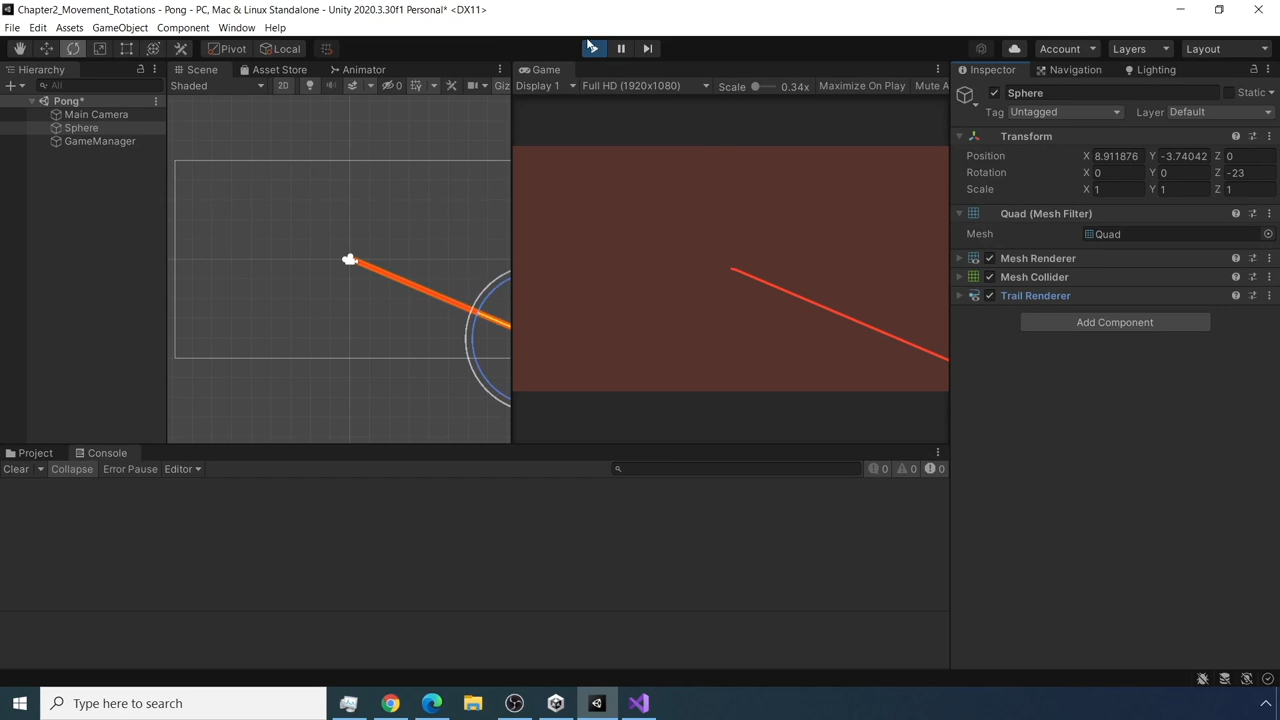 Chapter2_Movement_Rotations - Pong - PC, Mac & Linux Standalone - Unity 2020.3.30f1 Personal* <DX11>
File Edit Assets GameObject Component Window Help
Pivot Local Account Layers Layout
Hierarchy Scene Asset Store Animator Game Inspector Navigation Lighting
All Shaded 2D 0 Giz Display 1 Full HD (1920x1080) Scale 0.34x Maximize On Play Mute A
Sphere Static
Pong*
Main Camera
Sphere
GameManager
Tag Untagged Layer Default
Transform
Position X 8.911876 Y -3.74042 Z 0
Rotation X 0 Y 0 Z -23
Scale X 1 Y 1 Z 1
Quad (Mesh Filter)
Mesh Quad
Mesh Renderer
Mesh Collider
Trail Renderer
Add Component
Project Console
Clear Collapse Error Pause Editor 0 0 0
Type here to search